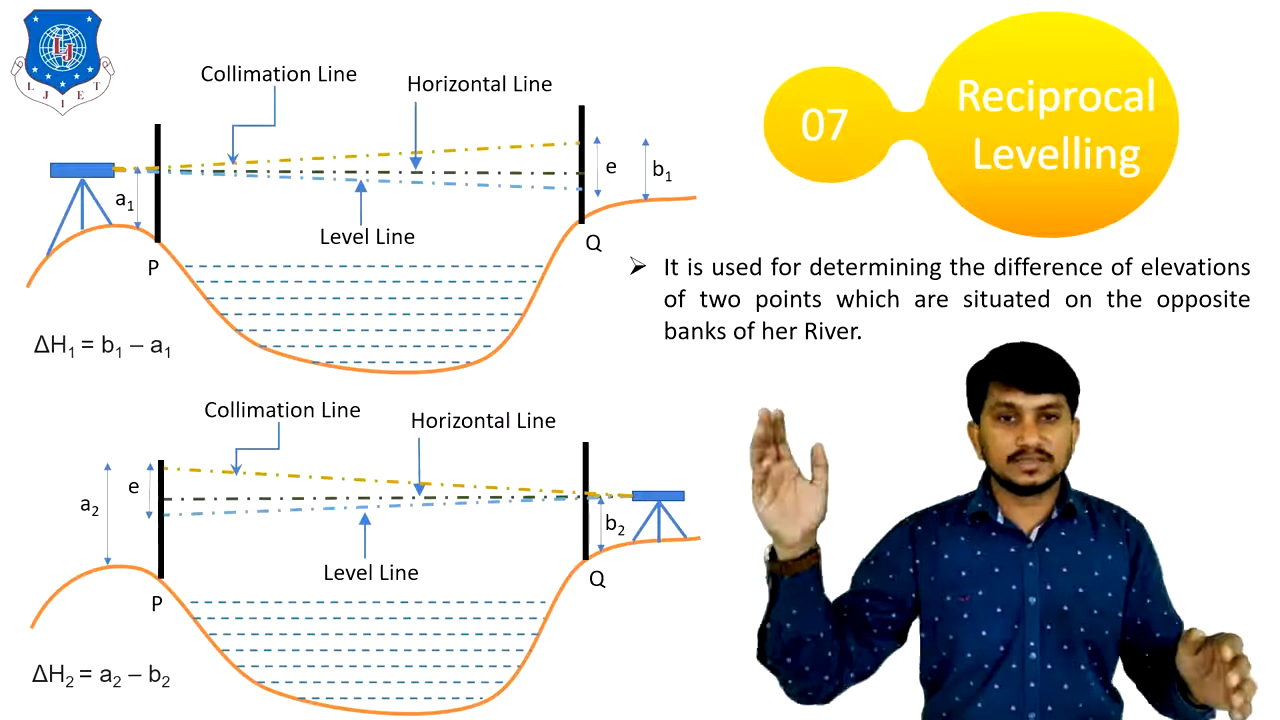 LJIET
LJ
07
Reciprocal
Levelling
Collimation Line
Horizontal Line
a₁
e
b₁
Level Line
P
Q
ΔH₁ = b₁ – a₁
➢ It is used for determining the difference of elevations
of two points which are situated on the opposite
banks of her River.
Collimation Line
Horizontal Line
a₂
e
b₂
Level Line
P
Q
ΔH₂ = a₂ – b₂